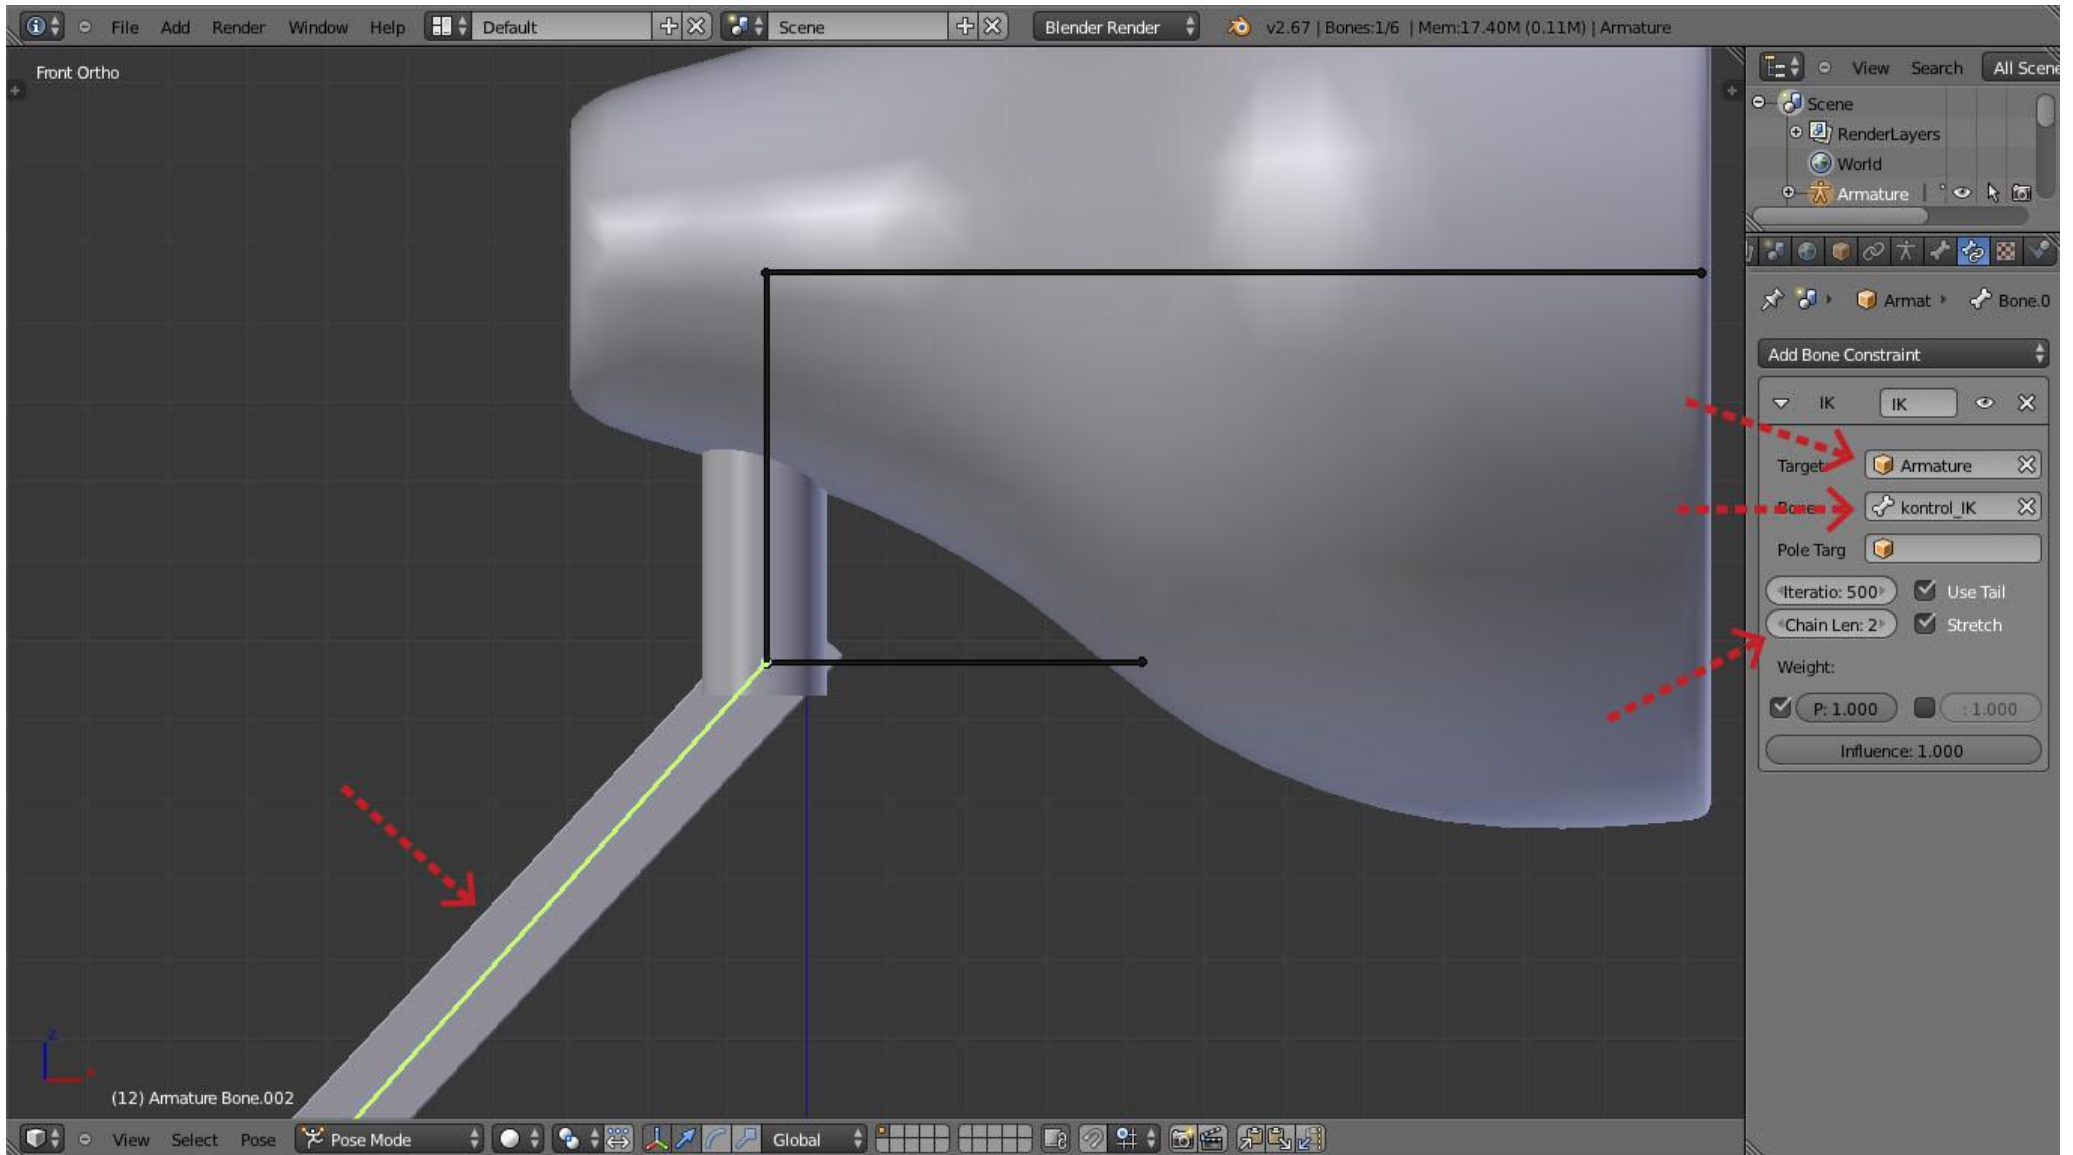 File Add Render Window Help Default Scene Blender Render v2.67 | Bones:1/6 | Mem:17.40M (0.11M) | Armature
Front Ortho
View Search All Scene
Scene
RenderLayers
World
Armature
Armat Bone.0
Add Bone Constraint
IK IK
Target Armature
Bone kontrol_IK
Pole Targ
Iteratio: 500 Use Tail
Chain Len: 2 Stretch
Weight:
P: 1.000 : 1.000
Influence: 1.000
z
x
(12) Armature Bone.002
View Select Pose Pose Mode Global